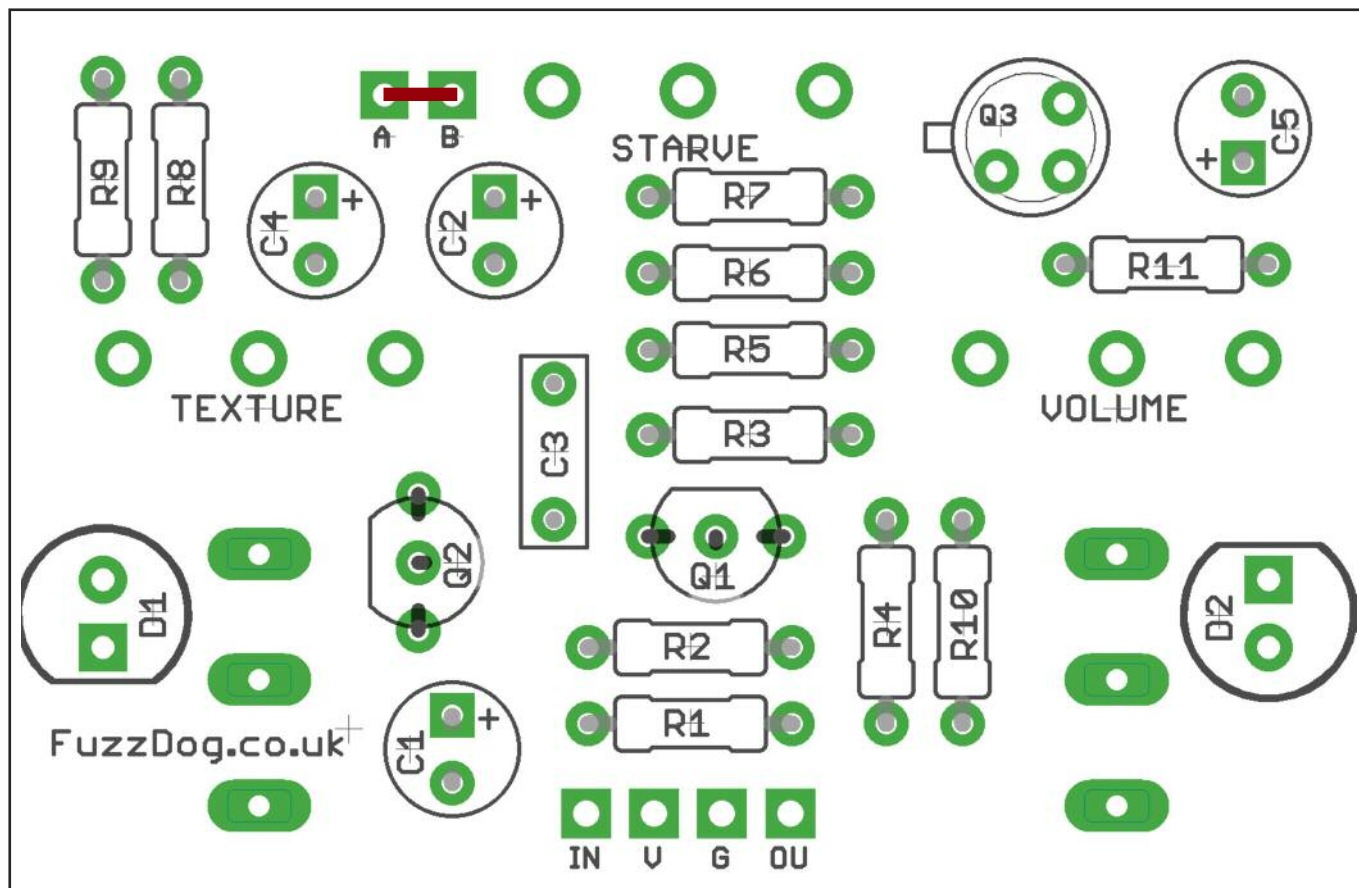 R9
R8
A
B
STARVE
Q3
C5
+
C4
+
C2
+
R7
R6
R11
R5
TEXTURE
VOLUME
C3
R3
Q2
Q1
D1
R4
R10
D2
R2
FuzzDog.co.uk
C1
+
R1
IN
V
G
OU